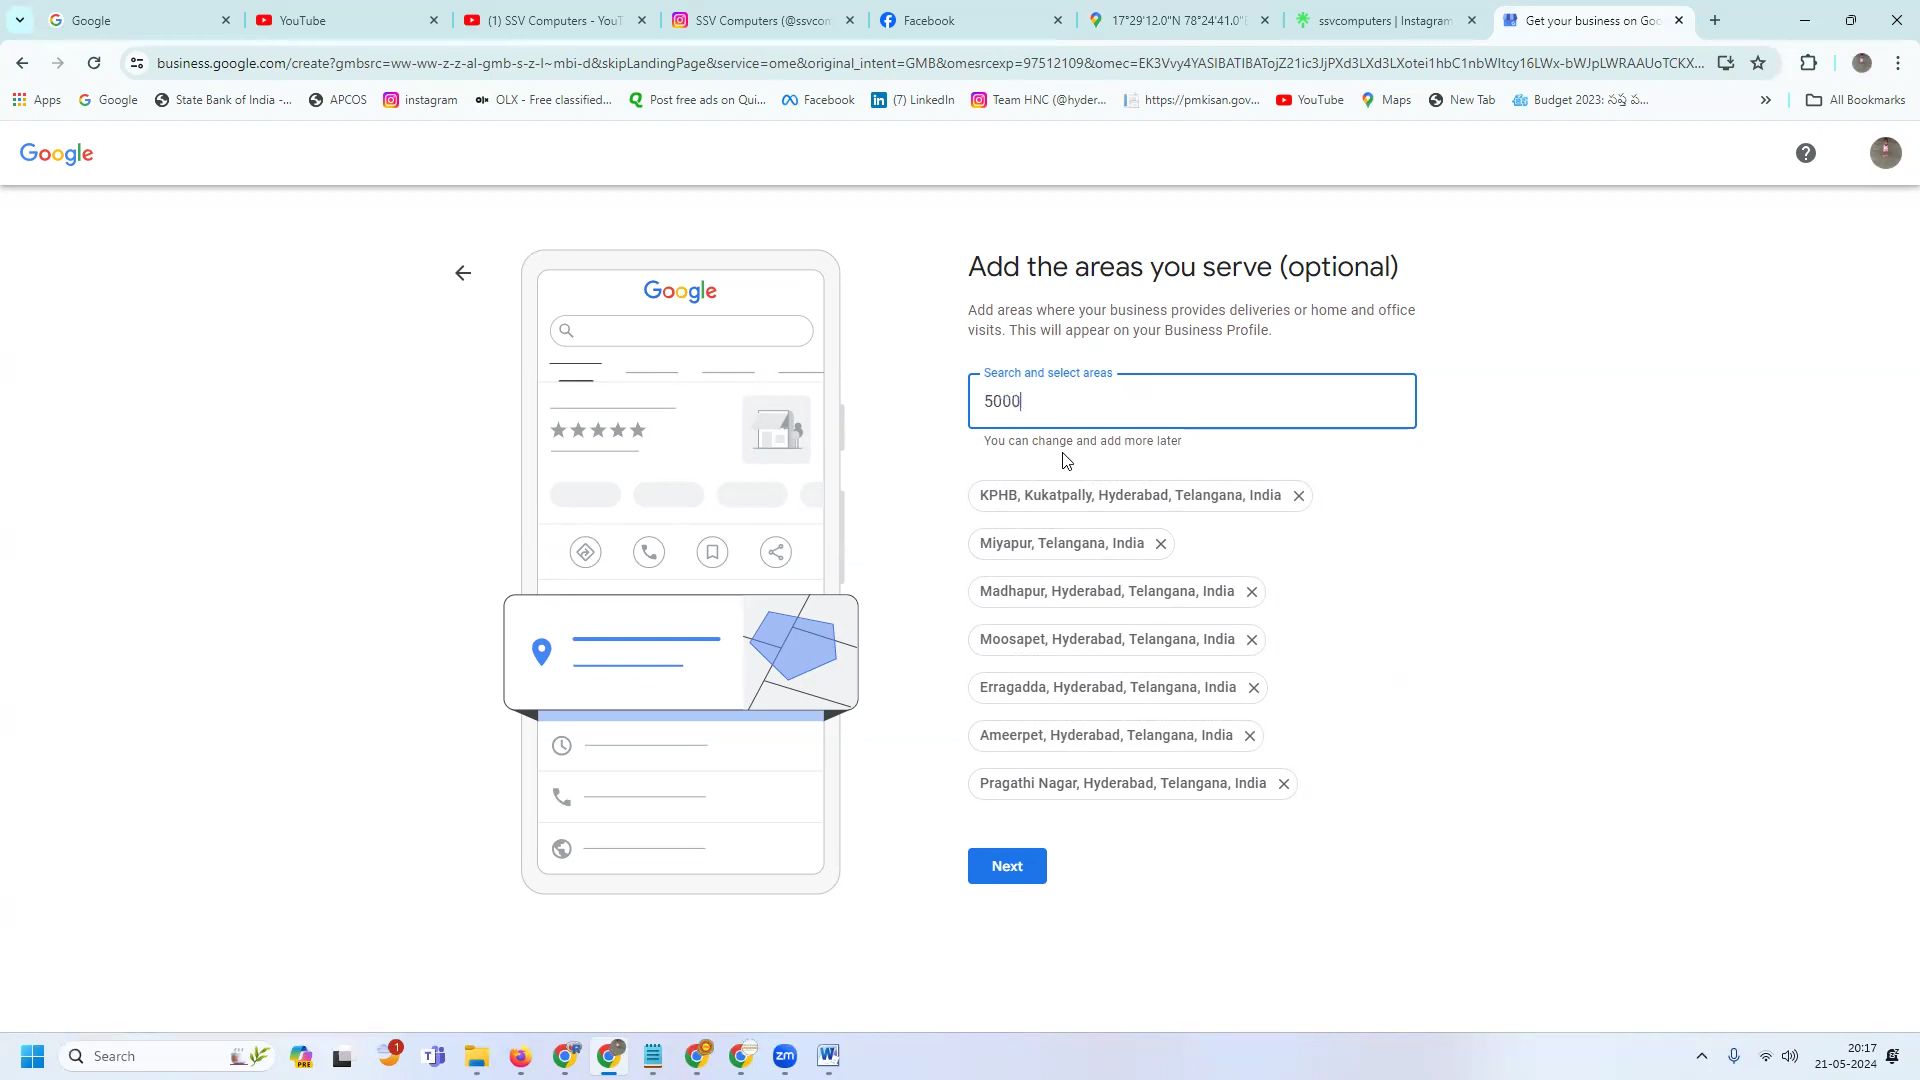 Google
YouTube
(1) SSV Computers - YouT
SSV Computers (@ssvcom
Facebook
17°29'12.0"N 78°24'41.0"E
ssvcomputers | Instagram
Get your business on Goo
business.google.com/create?gmbsrc=ww-ww-z-z-al-gmb-s-z-l~mbi-d&skipLandingPage&service=ome&original_intent=GMB&omesrcexp=97512109&omec=EK3Vvy4YASIBATIBATojZ21ic3JjPXd3LXd3LXotei1hbC1nbWItcy16LWx-bWJpLWRAAUoTCKX...
Apps
Google
State Bank of India -...
APCOS
instagram
OLX - Free classified...
Post free ads on Qui...
Facebook
(7) LinkedIn
Team HNC (@hyder...
https://pmkisan.gov...
YouTube
Maps
New Tab
Budget 2023: సప్త ప...
All Bookmarks
Google
Google
Add the areas you serve (optional)
Add areas where your business provides deliveries or home and office
visits. This will appear on your Business Profile.
Search and select areas
5000
You can change and add more later
KPHB, Kukatpally, Hyderabad, Telangana, India
Miyapur, Telangana, India
Madhapur, Hyderabad, Telangana, India
Moosapet, Hyderabad, Telangana, India
Erragadda, Hyderabad, Telangana, India
Ameerpet, Hyderabad, Telangana, India
Pragathi Nagar, Hyderabad, Telangana, India
Next
Search
PRE
1
zm
20:17
21-05-2024